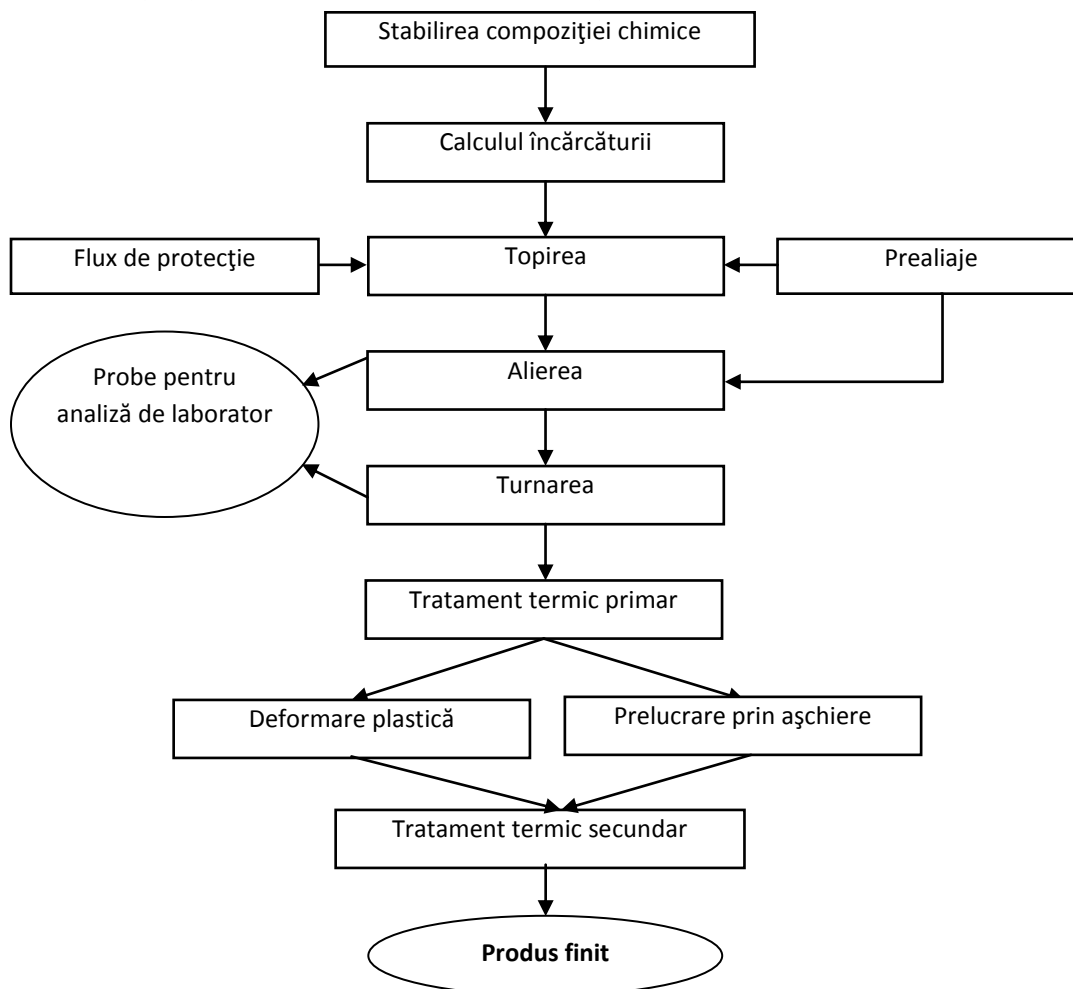 Stabilirea compoziţiei chimice
Calculul încărcăturii
Flux de protecţie
Topirea
Prealiaje
Alierea
Probe pentru
analiză de laborator
Turnarea
Tratament termic primar
Deformare plastică
Prelucrare prin aşchiere
Tratament termic secundar
Produs finit